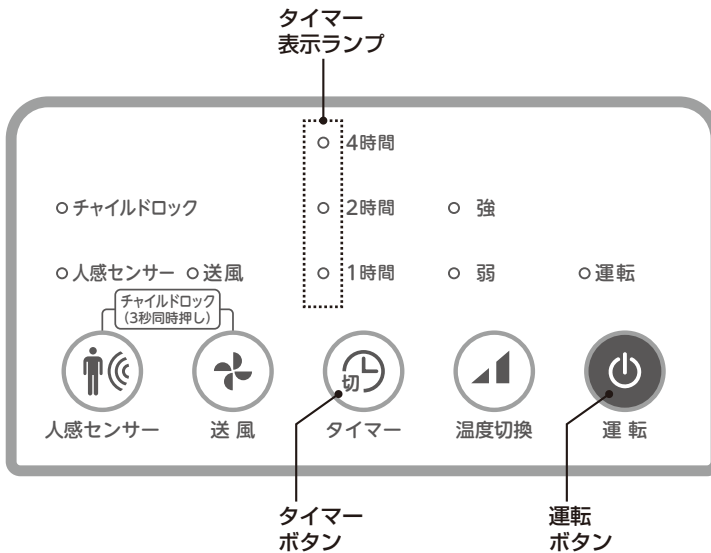 タイマー
表示ランプ
4時間
チャイルドロック
2時間
強
人感センサー
送風
1時間
弱
運転
チャイルドロック
(3秒同時押し)
切
人感センサー
送 風
タイマー
温度切換
運 転
タイマー
ボタン
運転
ボタン